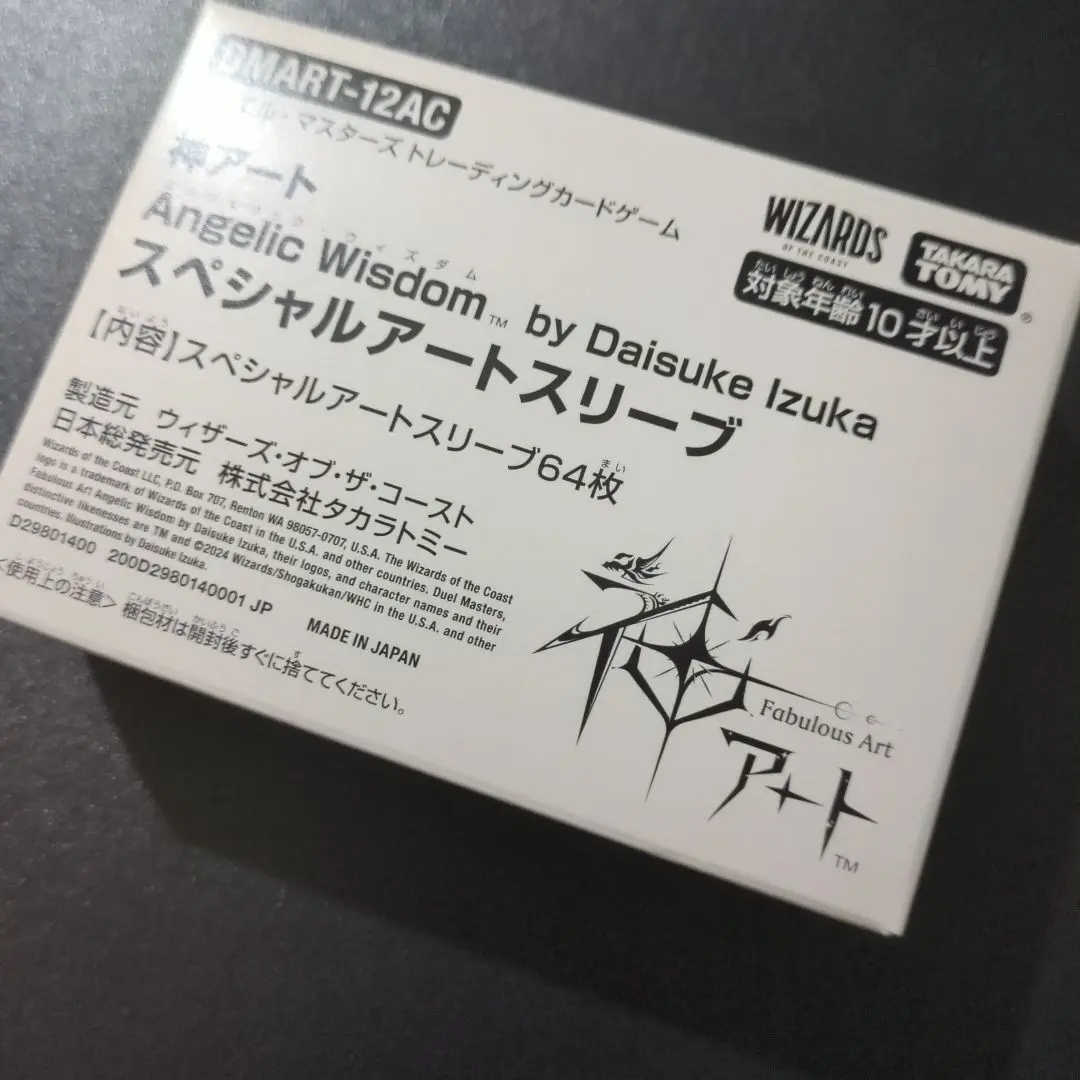 DMART-12AC
デュエル・マスターズ トレーディングカードゲーム
神アート
Angelic Wisdom™ by Daisuke Izuka
スペシャルアートスリーブ
【内容】スペシャルアートスリーブ64枚
製造元 ウィザーズ・オブ・ザ・コースト
日本総発売元 株式会社タカラトミー
Wizards of the Coast LLC, P.O. Box 707, Renton WA 98057-0707, U.S.A. The Wizards of the Coast
logo is a trademark of Wizards of the Coast in the U.S.A. and other countries. Duel Masters,
Fabulous Art Angelic Wisdom by Daisuke Izuka, their logos, and character names and their
distinctive likenesses are TM and ©2024 Wizards/Shogakukan/WHC in the U.S.A. and other
countries. Illustrations by Daisuke Izuka.
D29801400 200D2980140001 JP
MADE IN JAPAN
<使用上の注意> 梱包材は開封後すぐに捨ててください。
WIZARDS
OF THE COAST
TAKARA
TOMY
®
対象年齢10才以上
神
Fabulous Art
アート
TM